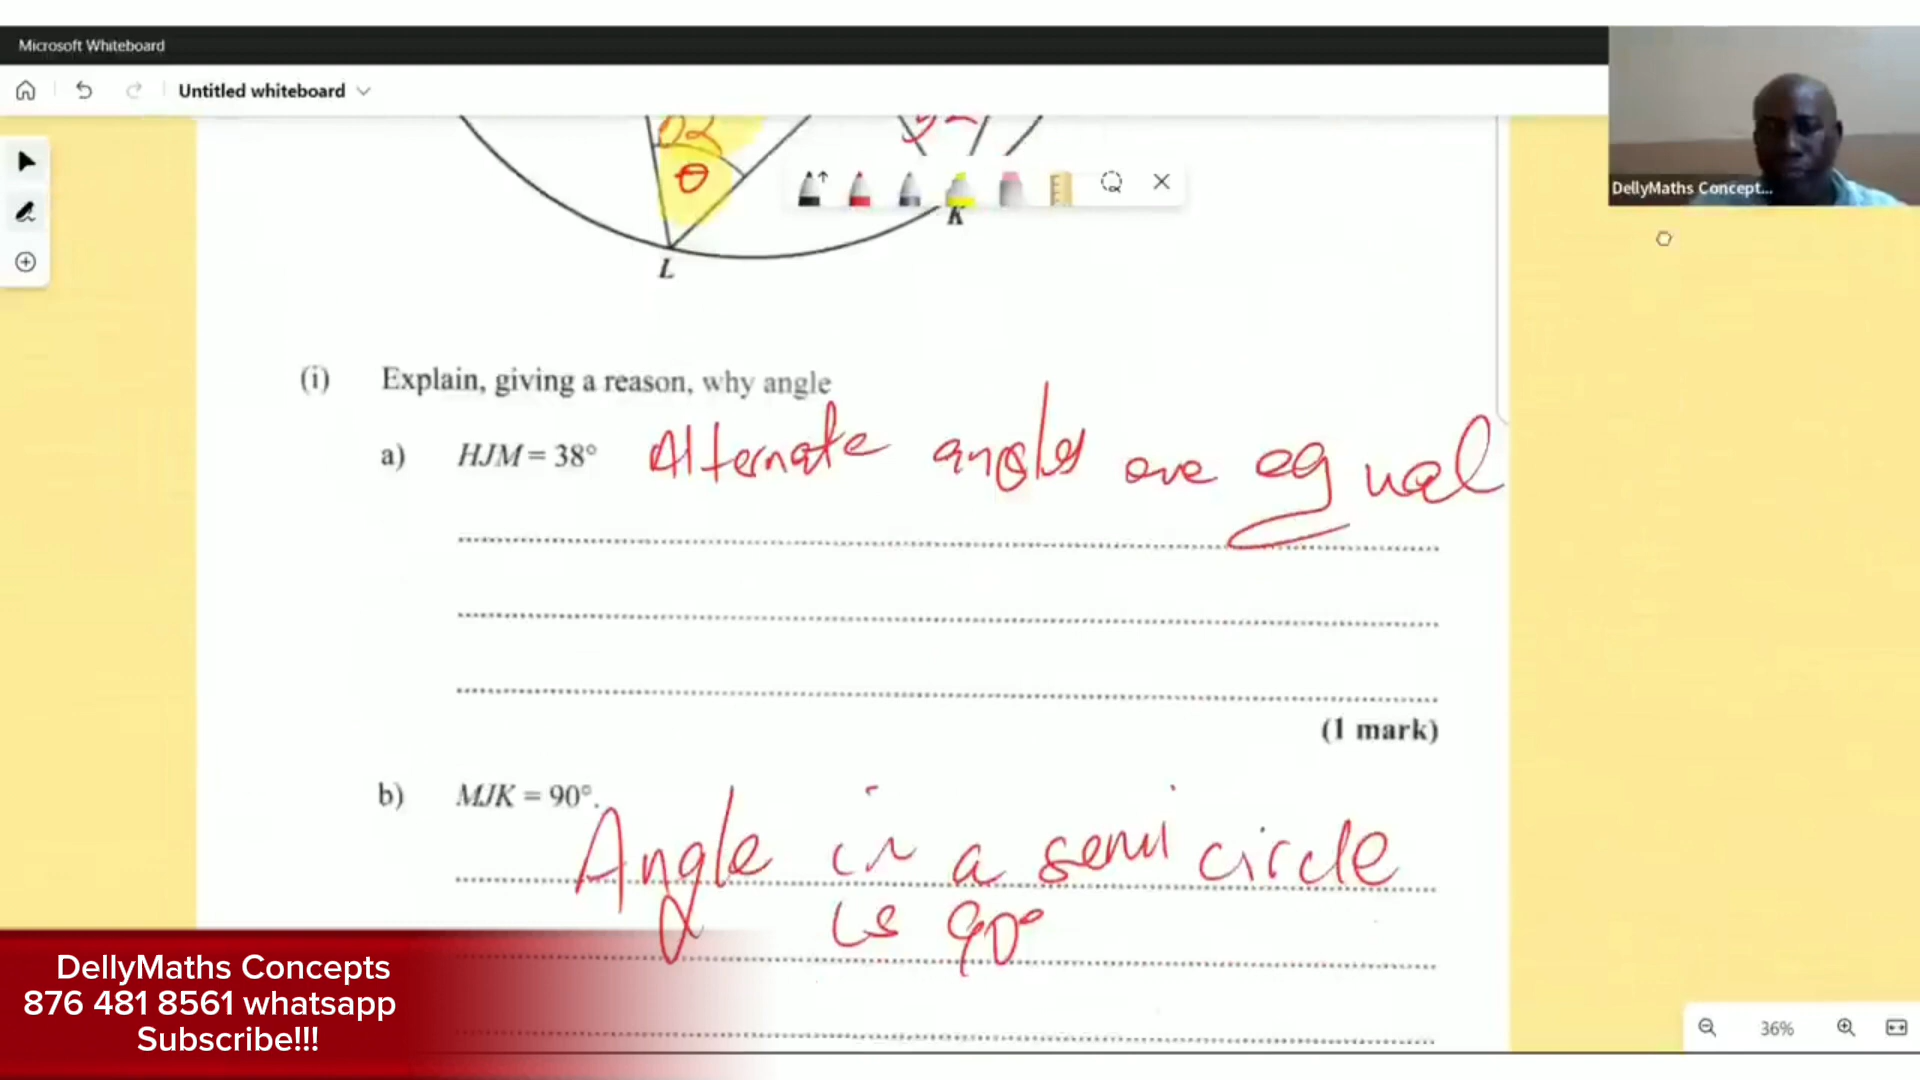 Microsoft Whiteboard
Untitled whiteboard
DellyMaths Concept...
θ
K
L
(i) Explain, giving a reason, why angle
a) HJM = 38° Alternate angles are equal
(1 mark)
b) MJK = 90°.
Angle in a semi circle
is 90°
DellyMaths Concepts
876 481 8561 whatsapp
Subscribe!!!
36%